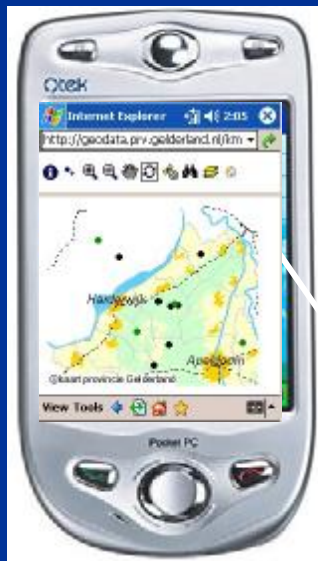 Qtek
Internet Explorer 2:05
http://geodata.prv.gelderland.nl/km
Harderwijk
Apeldoorn
©kaart provincie Gelderland
View Tools
Pocket PC